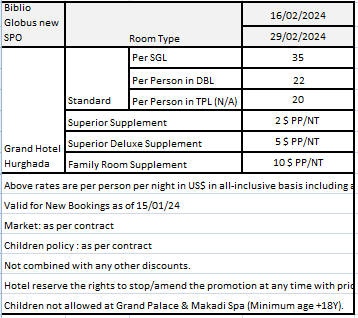 Biblio
Globus new
SPO
Room Type
16/02/2024
29/02/2024
Grand Hotel
Hurghada
Standard
Per SGL 35
Per Person in DBL 22
Per Person in TPL (N/A) 20
Superior Supplement 2 $ PP/NT
Superior Deluxe Supplement 5 $ PP/NT
Family Room Supplement 10 $ PP/NT
Above rates are per person per night in US$ in all-inclusive basis including
Valid for New Bookings as of 15/01/24
Market: as per contract
Children policy : as per contract
Not combined with any other discounts.
Hotel reserve the rights to stop/amend the promotion at any time with
Children not allowed at Grand Palace & Makadi Spa (Minimum age +18Y).